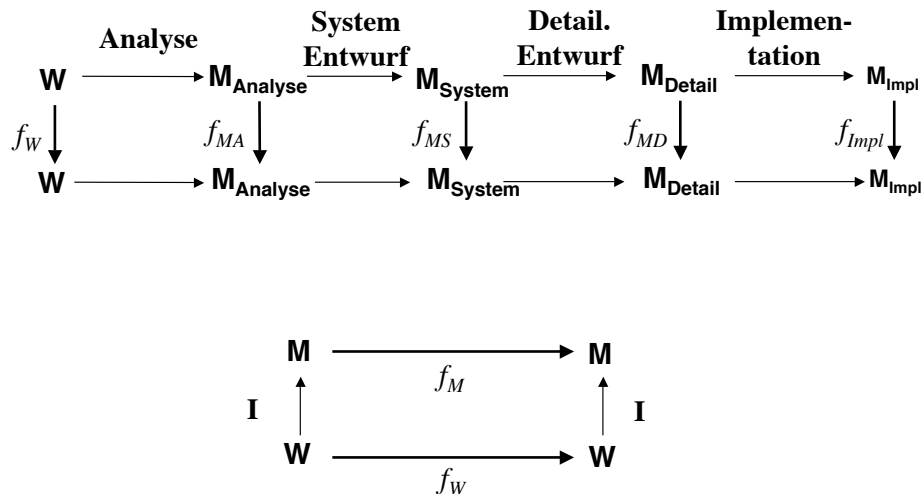 Analyse System Entwurf Detail. Entwurf Implemen-tation
W M_Analyse M_System M_Detail M_Impl
f_W f_MA f_MS f_MD f_Impl
W M_Analyse M_System M_Detail M_Impl
M M
f_M
I I
W W
f_W